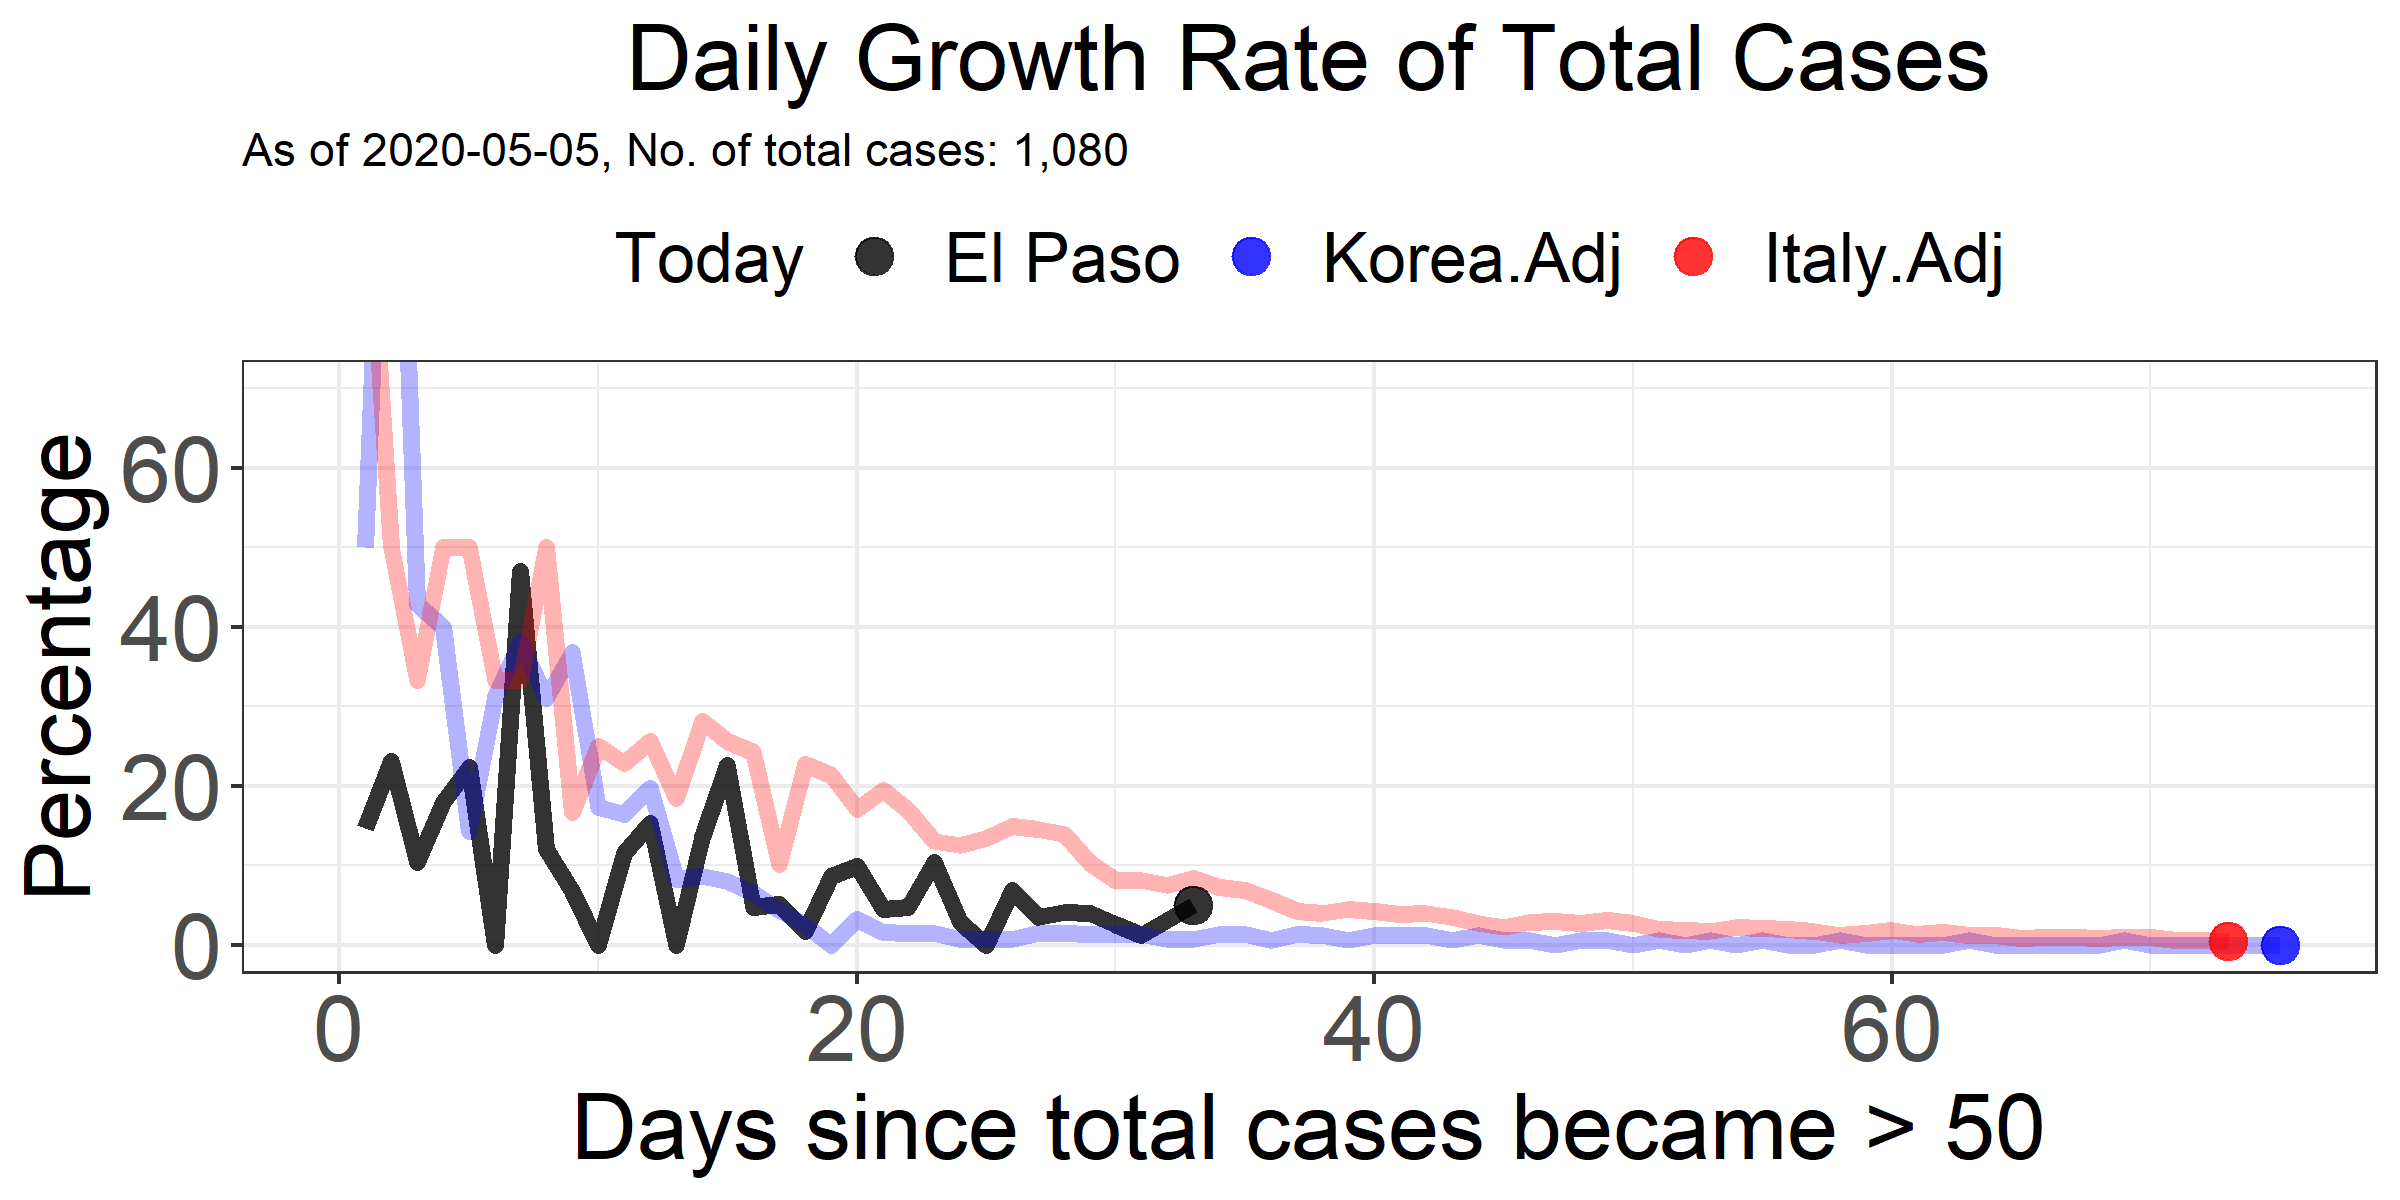 Daily Growth Rate of Total Cases
As of 2020-05-05, No. of total cases: 1,080
Today El Paso Korea.Adj Italy.Adj
Percentage
60
40
20
0
0 20 40 60
Days since total cases became > 50